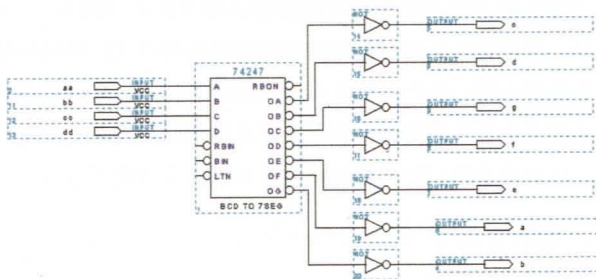 NOT
OUTPUT
c
14
74247
NOT
OUTPUT
d
15
aa
INPUT
VCC
A
RBON
bb
INPUT
VCC
B
OA
cc
INPUT
VCC
C
OB
dd
INPUT
VCC
D
OC
NOT
OUTPUT
g
RBIN
OD
NOT
OUTPUT
f
BIN
OE
LTN
OF
OG
BCD TO 7SEG
NOT
OUTPUT
e
NOT
OUTPUT
a
NOT
OUTPUT
b